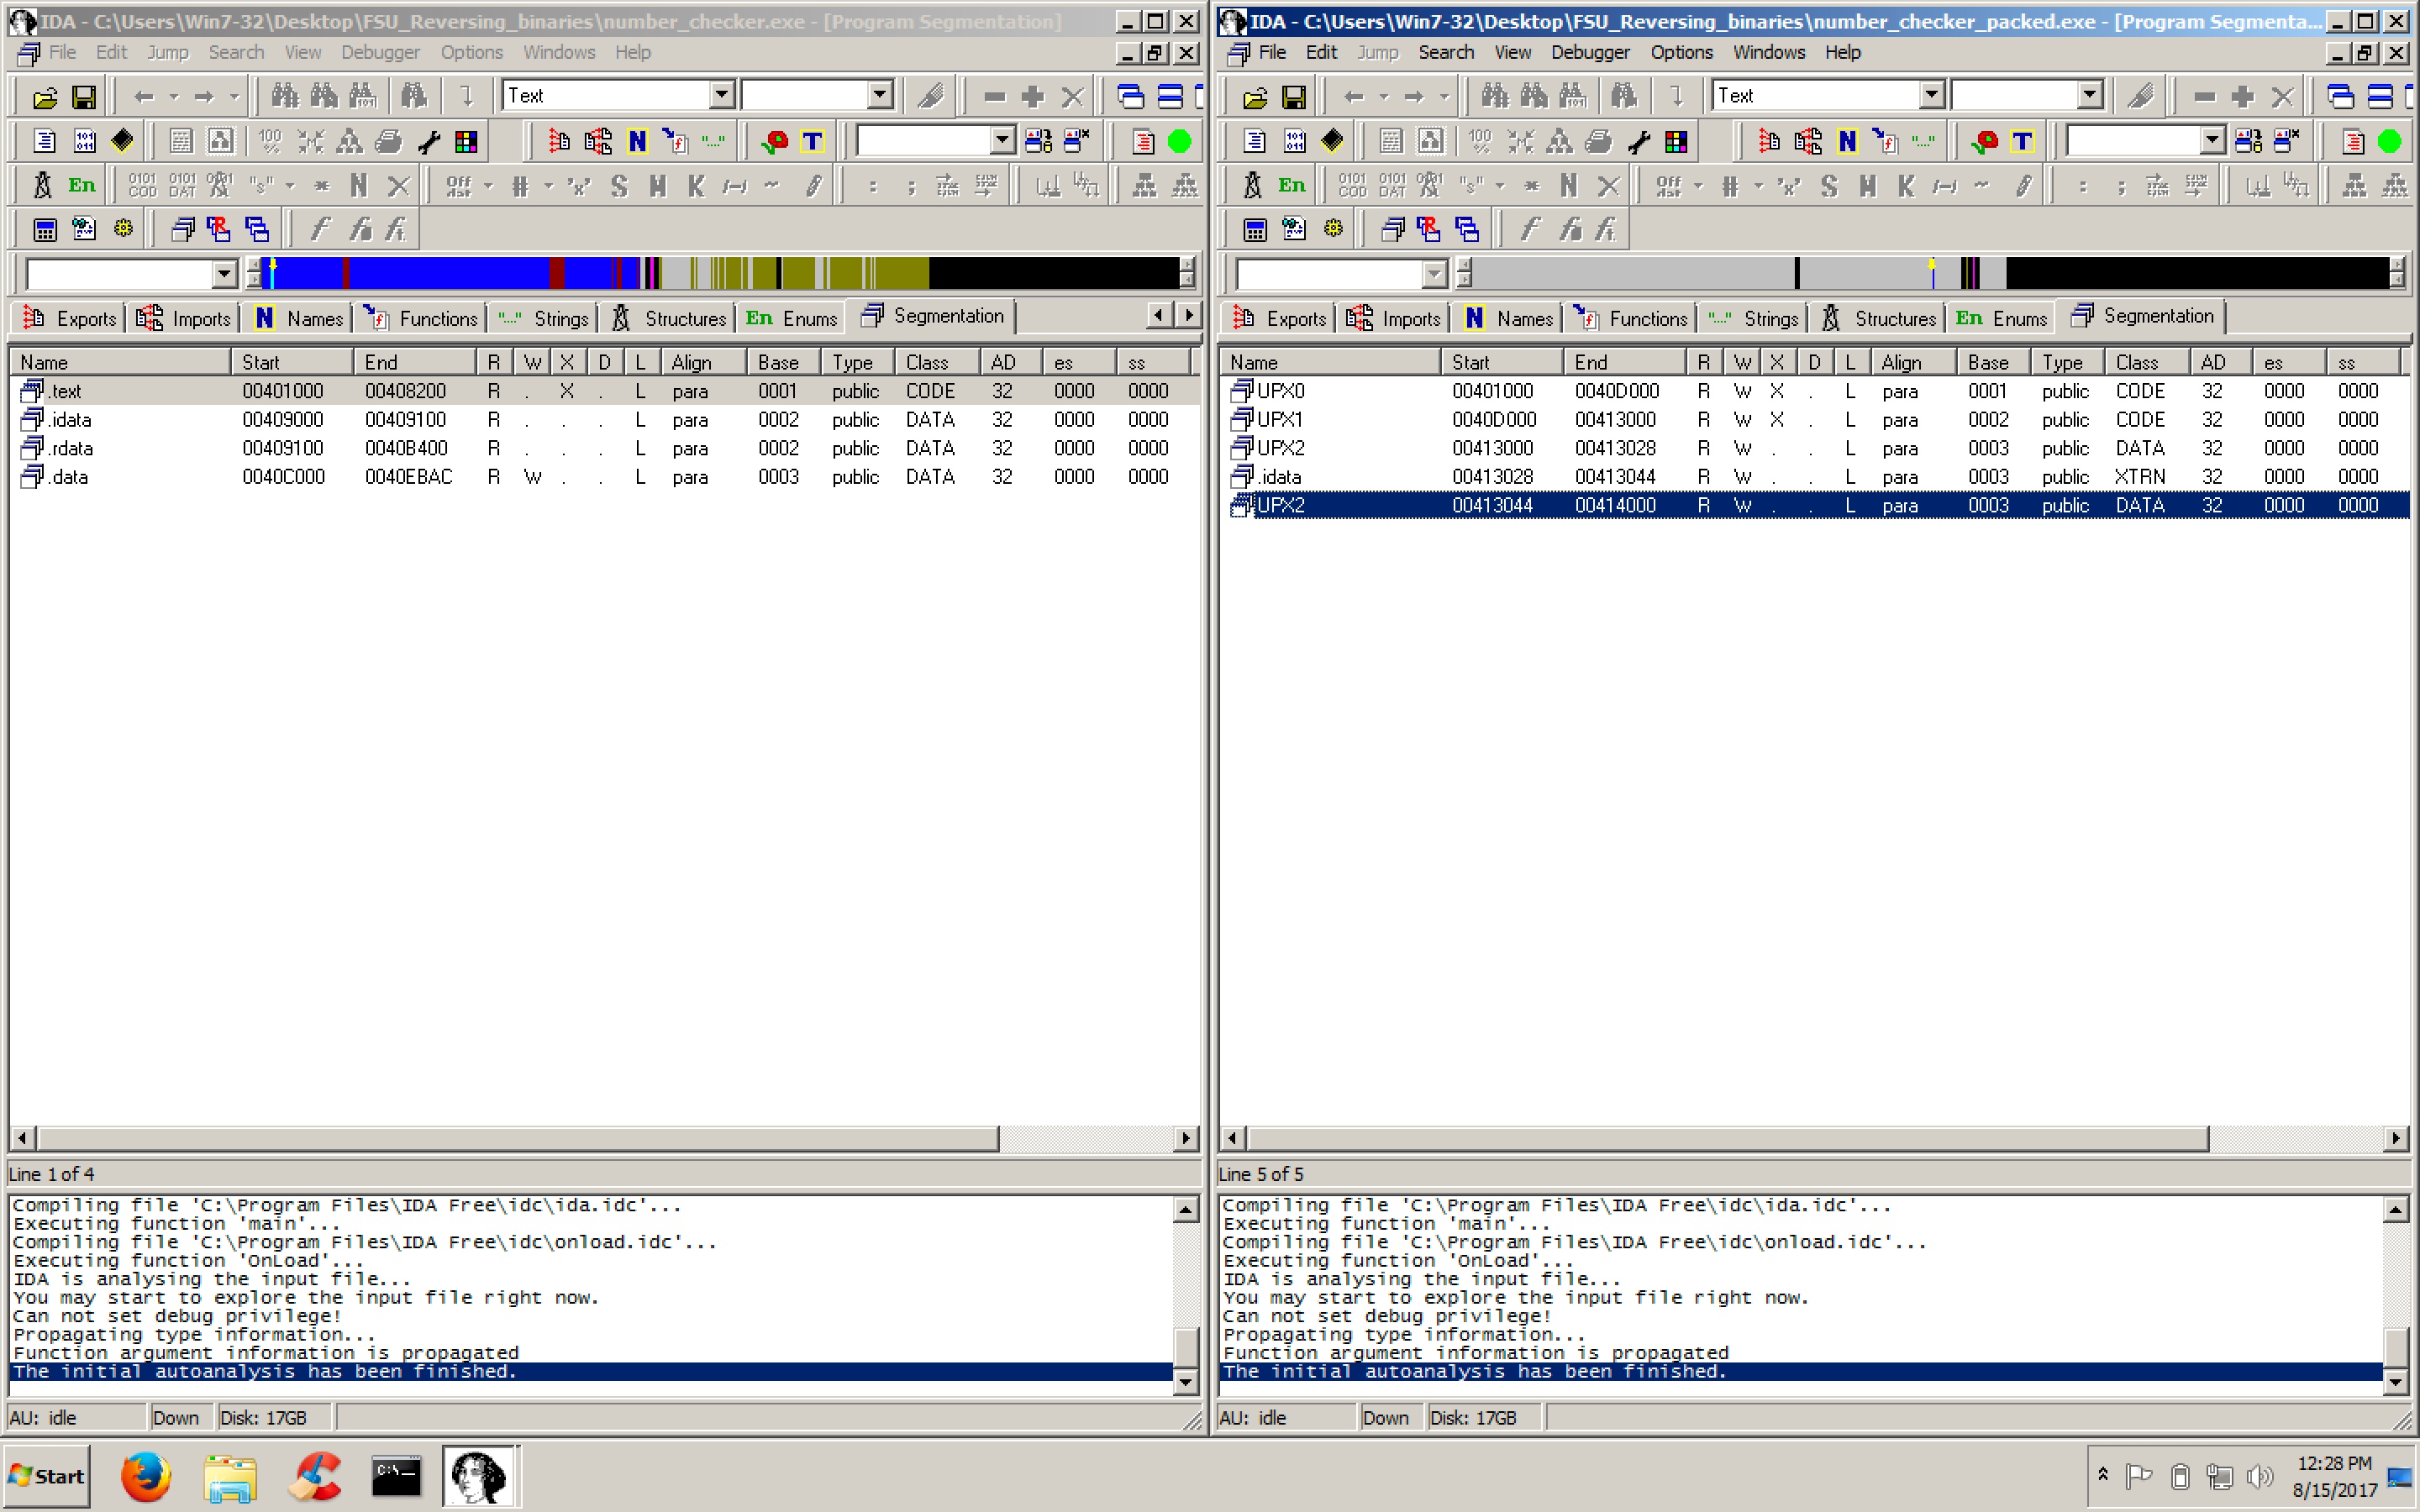 IDA - C:\Users\Win7-32\Desktop\FSU_Reversing_binaries\number_checker.exe - [Program Segmentation]
File Edit Jump Search View Debugger Options Windows Help
Text
En
Exports Imports N Names Functions Strings Structures En Enums Segmentation
Name Start End R W X D L Align Base Type Class AD es ss
.text 00401000 00408200 R . X . L para 0001 public CODE 32 0000 0000
.idata 00409000 00409100 R . . . L para 0002 public DATA 32 0000 0000
.rdata 00409100 0040B400 R . . . L para 0002 public DATA 32 0000 0000
.data 0040C000 0040EBAC R W . . L para 0003 public DATA 32 0000 0000
Line 1 of 4
Compiling file 'C:\Program Files\IDA Free\idc\ida.idc'...
Executing function 'main'...
Compiling file 'C:\Program Files\IDA Free\idc\onload.idc'...
Executing function 'OnLoad'...
IDA is analysing the input file...
You may start to explore the input file right now.
Can not set debug privilege!
Propagating type information...
Function argument information is propagated
The initial autoanalysis has been finished.
AU: idle Down Disk: 17GB
IDA - C:\Users\Win7-32\Desktop\FSU_Reversing_binaries\number_checker_packed.exe - [Program Segmenta...
File Edit Jump Search View Debugger Options Windows Help
Text
En
Exports Imports N Names Functions Strings Structures En Enums Segmentation
Name Start End R W X D L Align Base Type Class AD es ss
UPX0 00401000 0040D000 R W X . L para 0001 public CODE 32 0000 0000
UPX1 0040D000 00413000 R W X . L para 0002 public CODE 32 0000 0000
UPX2 00413000 00413028 R W . . L para 0003 public DATA 32 0000 0000
.idata 00413028 00413044 R W . . L para 0003 public XTRN 32 0000 0000
UPX2 00413044 00414000 R W . . L para 0003 public DATA 32 0000 0000
Line 5 of 5
Compiling file 'C:\Program Files\IDA Free\idc\ida.idc'...
Executing function 'main'...
Compiling file 'C:\Program Files\IDA Free\idc\onload.idc'...
Executing function 'OnLoad'...
IDA is analysing the input file...
You may start to explore the input file right now.
Can not set debug privilege!
Propagating type information...
Function argument information is propagated
The initial autoanalysis has been finished.
AU: idle Down Disk: 17GB
Start
12:28 PM
8/15/2017